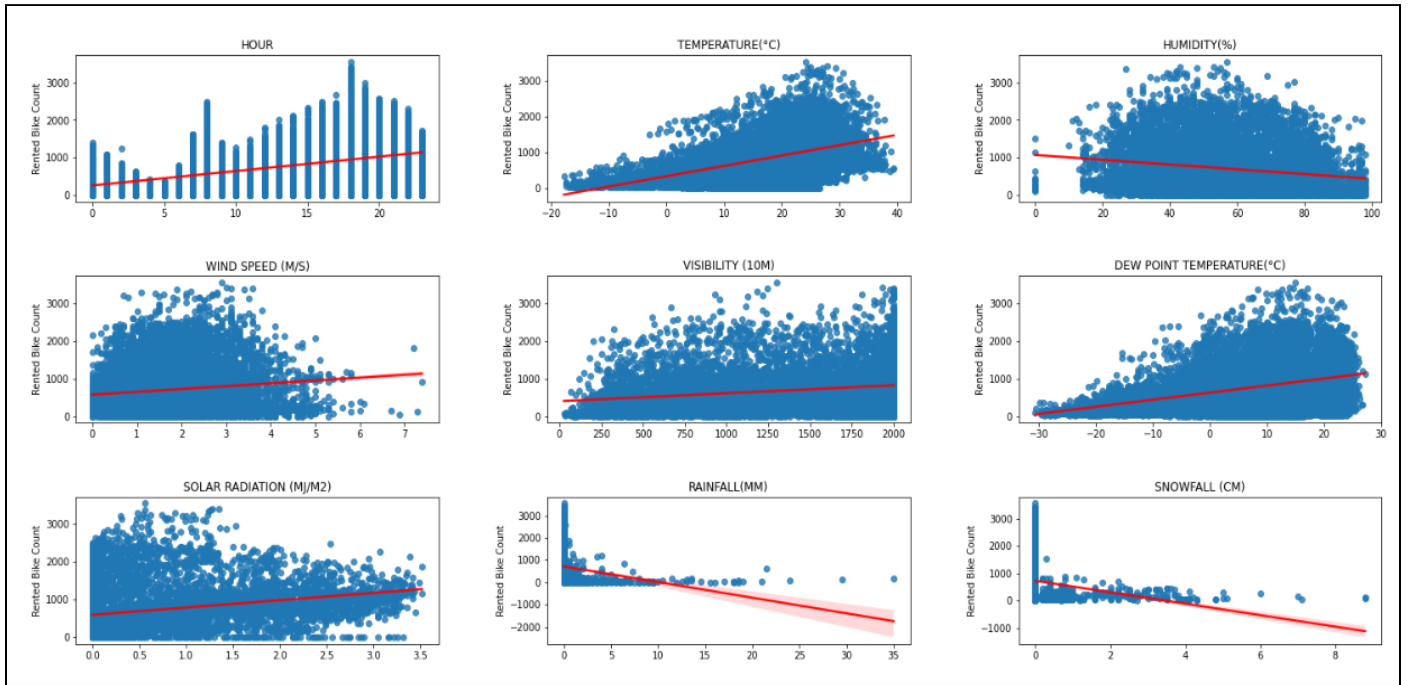 HOUR
Rented Bike Count
3000
2000
1000
0
0 5 10 15 20
TEMPERATURE(°C)
Rented Bike Count
3000
2000
1000
0
−20 −10 0 10 20 30 40
HUMIDITY(%)
Rented Bike Count
3000
2000
1000
0
0 20 40 60 80 100
WIND SPEED (M/S)
Rented Bike Count
3000
2000
1000
0
0 1 2 3 4 5 6 7
VISIBILITY (10M)
Rented Bike Count
3000
2000
1000
0
0 250 500 750 1000 1250 1500 1750 2000
DEW POINT TEMPERATURE(°C)
Rented Bike Count
3000
2000
1000
0
−30 −20 −10 0 10 20 30
SOLAR RADIATION (MJ/M2)
Rented Bike Count
3000
2000
1000
0
0.0 0.5 1.0 1.5 2.0 2.5 3.0 3.5
RAINFALL(MM)
Rented Bike Count
3000
2000
1000
0
−1000
−2000
0 5 10 15 20 25 30 35
SNOWFALL (CM)
Rented Bike Count
3000
2000
1000
0
−1000
0 2 4 6 8